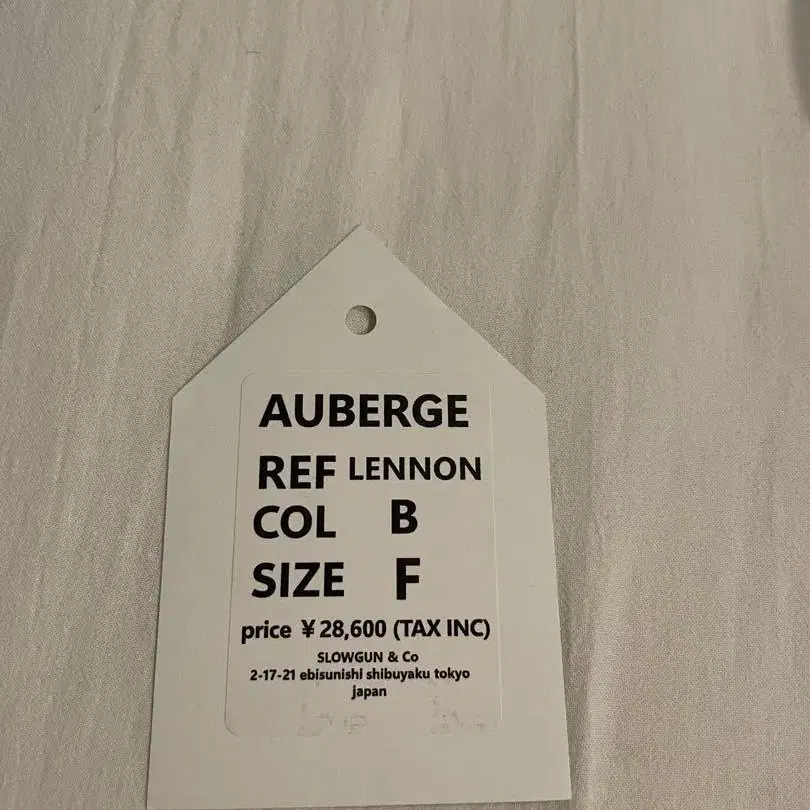 AUBERGE
REF LENNON
COL B
SIZE F
price ¥28,600 (TAX INC)
SLOWGUN & Co
2-17-21 ebisunishi shibuyaku tokyo
japan